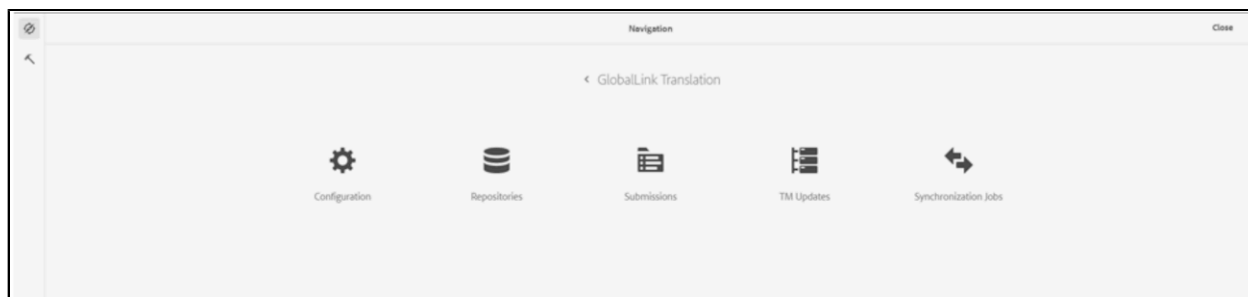 Navigation
Close
GlobalLink Translation
Configuration
Repositories
Submissions
TM Updates
Synchronization Jobs